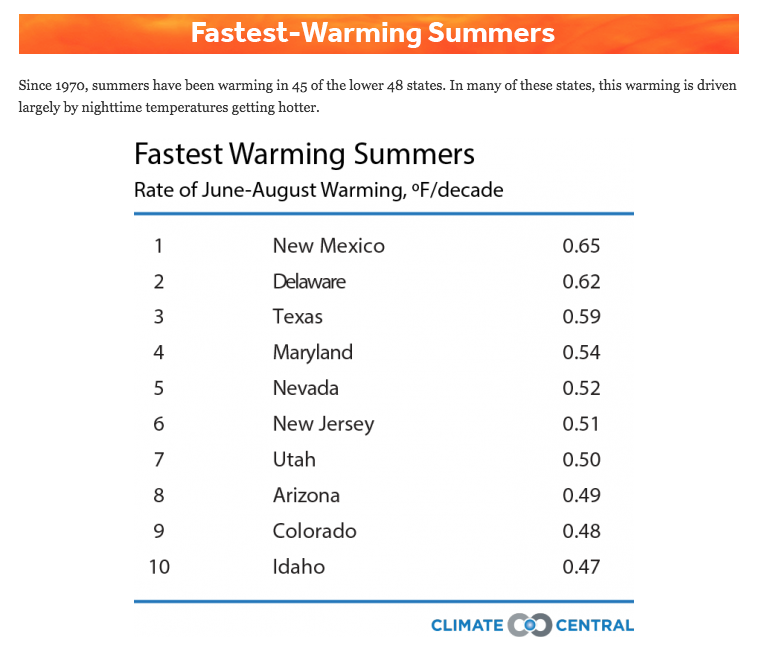 Fastest-Warming Summers
Since 1970, summers have been warming in 45 of the lower 48 states. In many of these states, this warming is driven
largely by nighttime temperatures getting hotter.
Fastest Warming Summers
Rate of June-August Warming, ºF/decade
1 New Mexico 0.65
2 Delaware 0.62
3 Texas 0.59
4 Maryland 0.54
5 Nevada 0.52
6 New Jersey 0.51
7 Utah 0.50
8 Arizona 0.49
9 Colorado 0.48
10 Idaho 0.47
CLIMATE CENTRAL